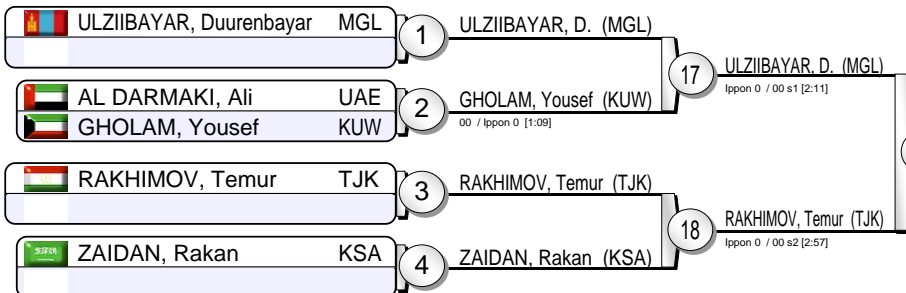 ULZIIBAYAR, Duurenbayar MGL
1
ULZIIBAYAR, D. (MGL)
17
ULZIIBAYAR, D. (MGL)
Ippon 0 / 00 s1 [2:11]
AL DARMAKI, Ali UAE
GHOLAM, Yousef KUW
2
GHOLAM, Yousef (KUW)
00 / Ippon 0 [1:09]
RAKHIMOV, Temur TJK
3
RAKHIMOV, Temur (TJK)
18
RAKHIMOV, Temur (TJK)
Ippon 0 / 00 s2 [2:57]
ZAIDAN, Rakan KSA
4
ZAIDAN, Rakan (KSA)